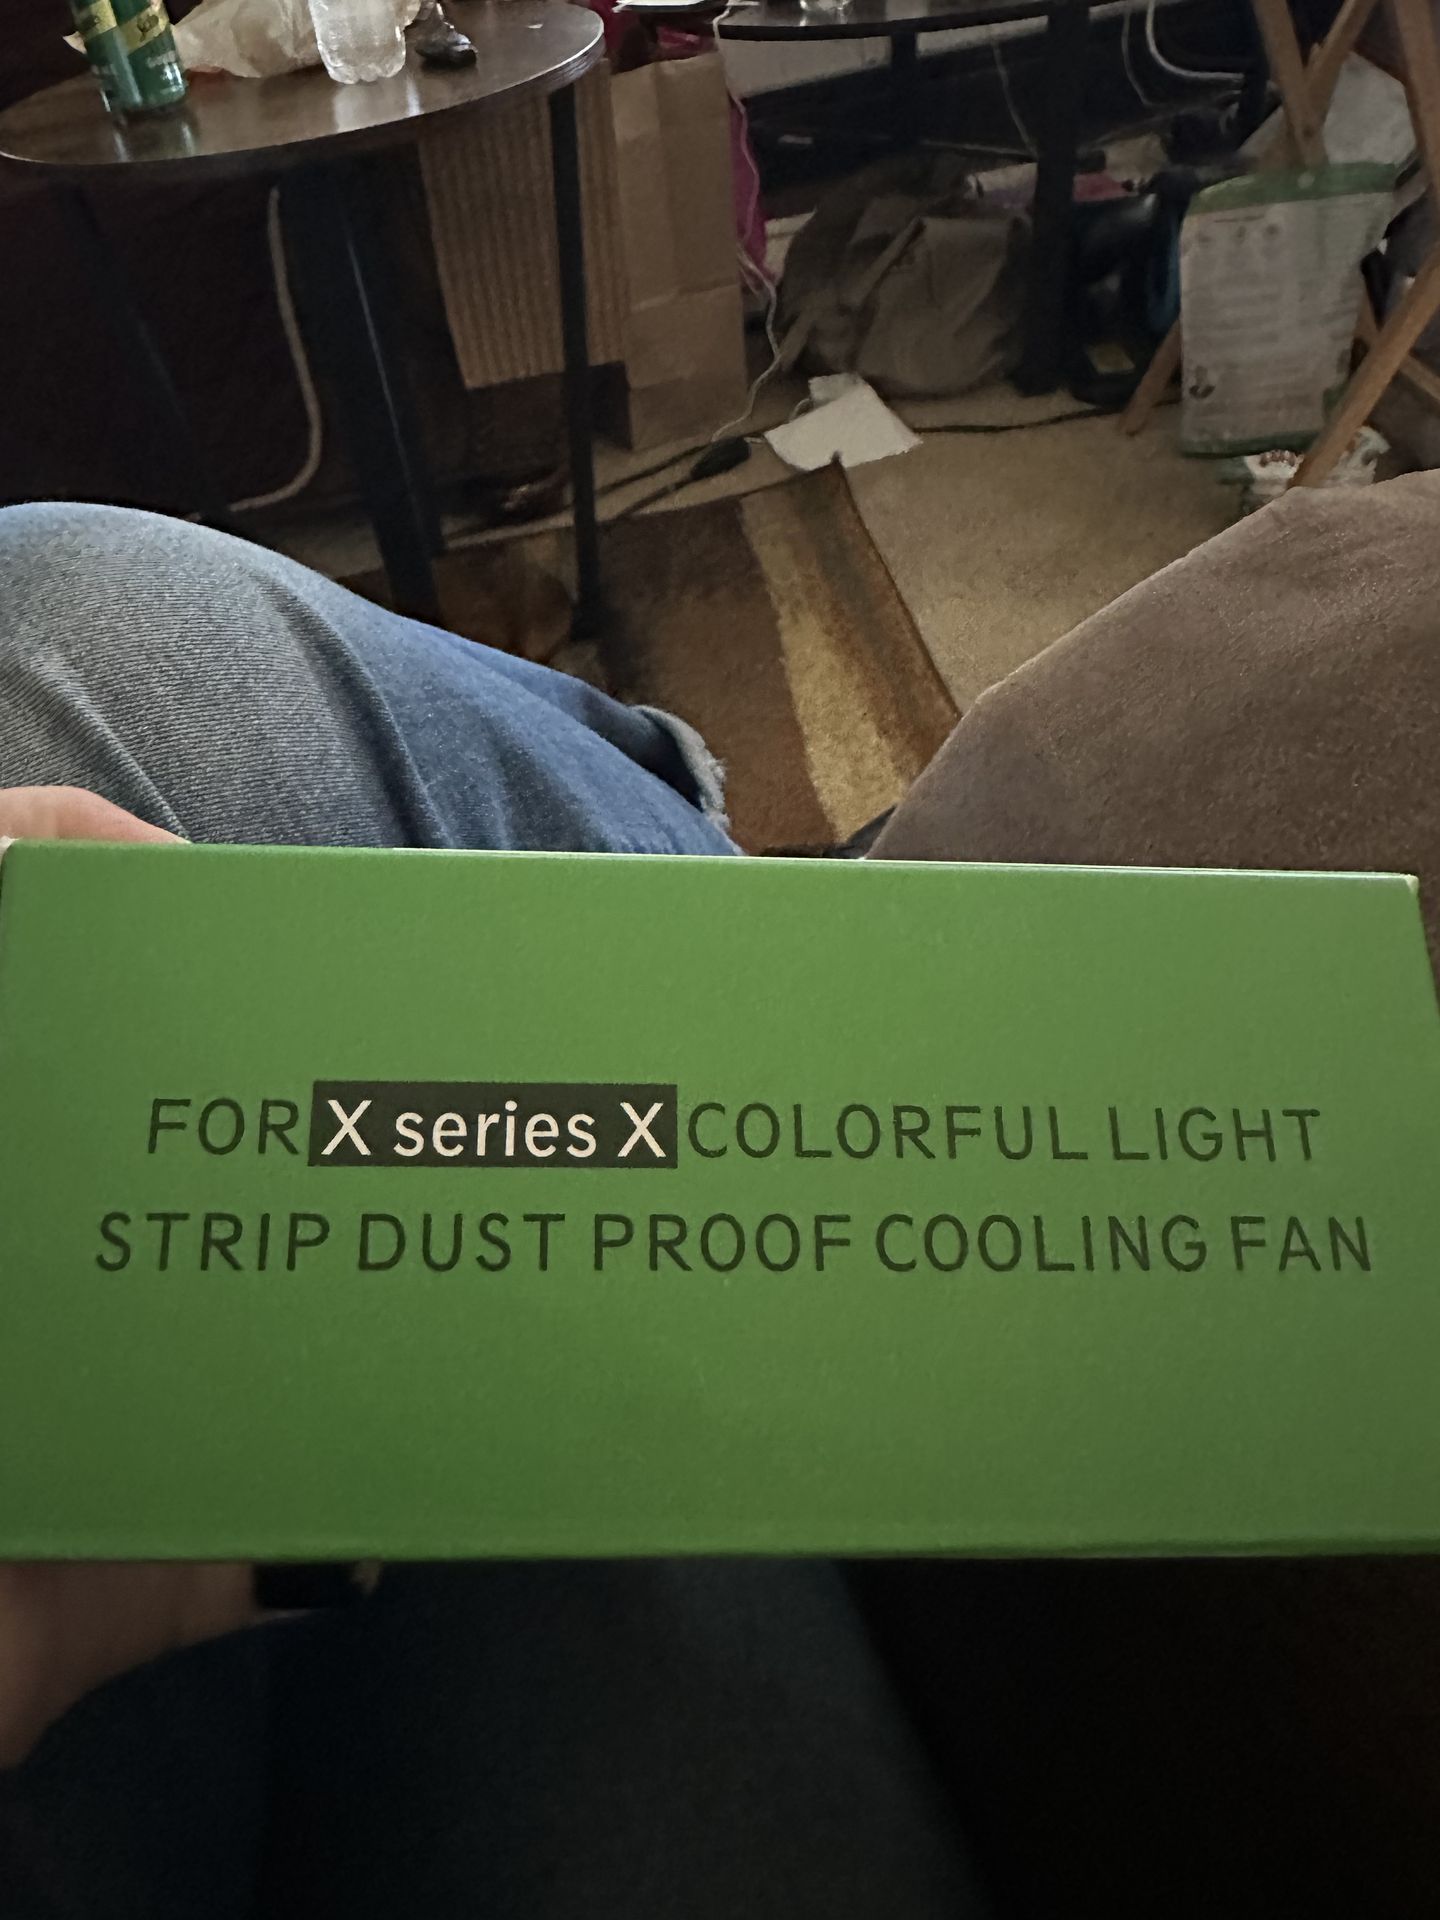 FOR X series X COLORFUL LIGHT
STRIP DUST PROOF COOLING FAN